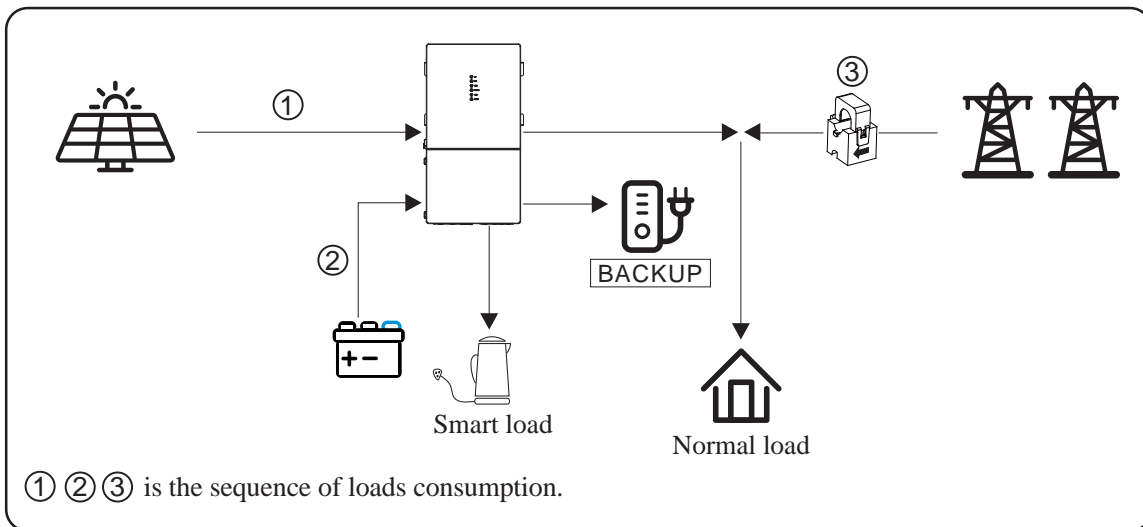 ①
③
②
BACKUP
+ −
Smart load
Normal load
① ② ③ is the sequence of loads consumption.